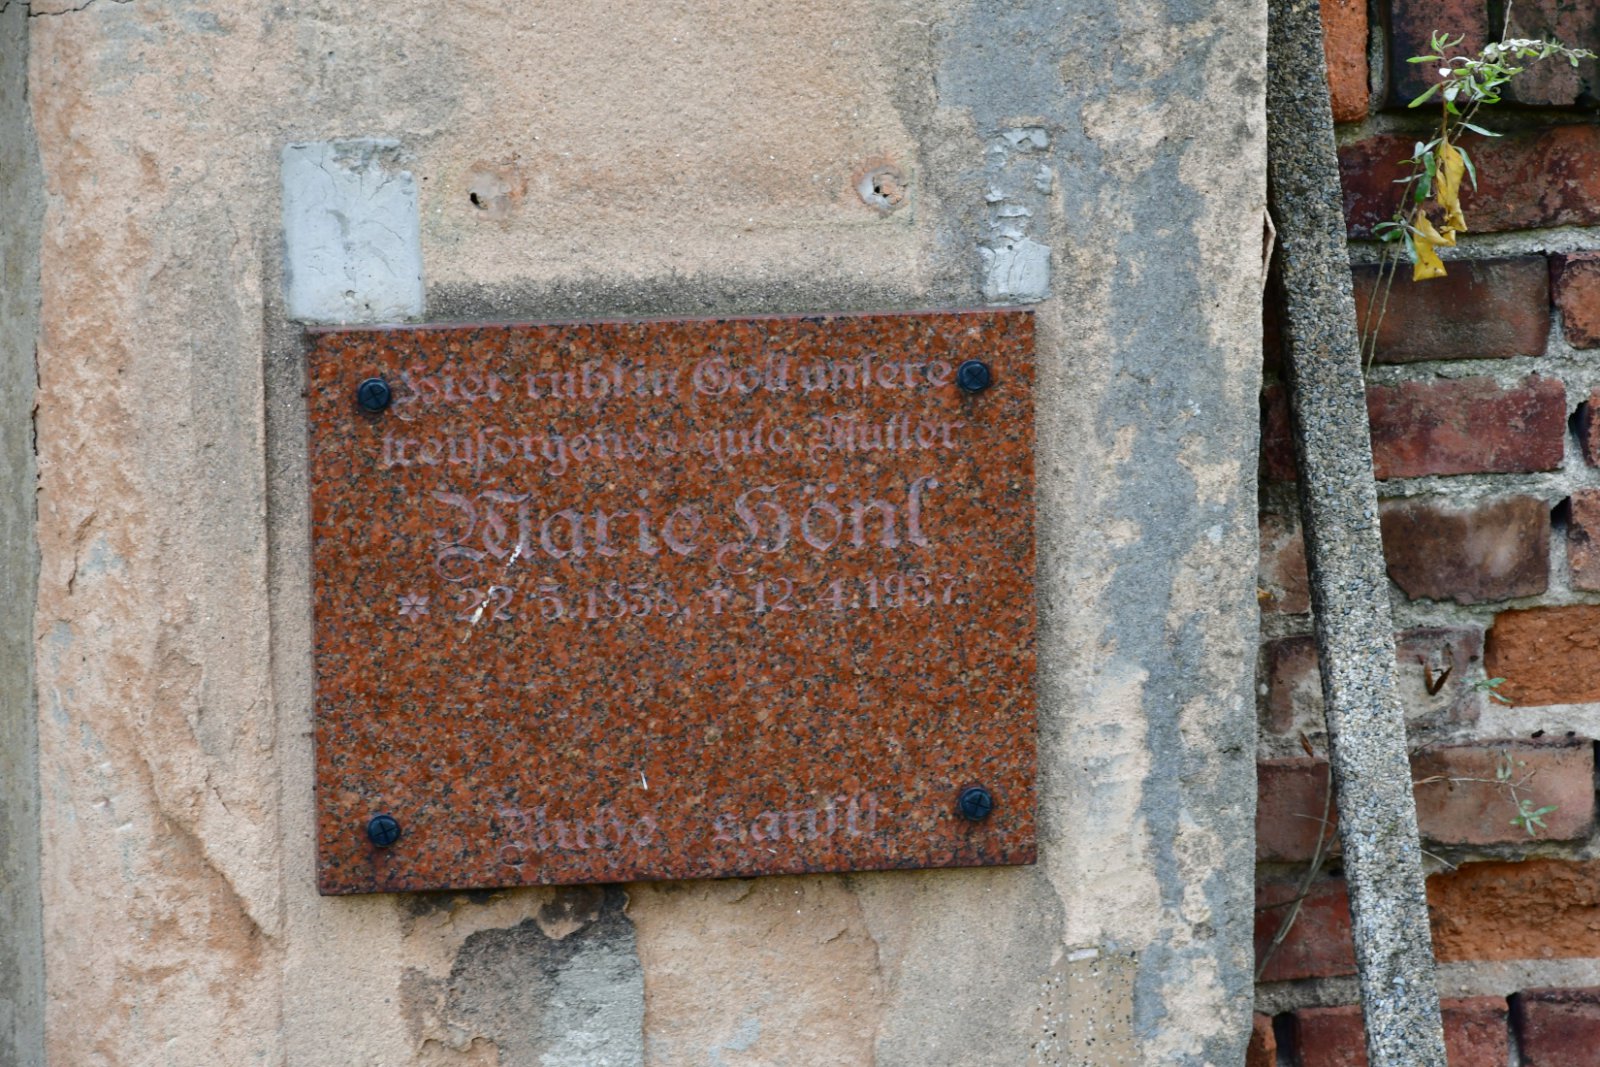 Hier ruht in Gott unsere
treusorgende gute Mutter
Marie Hönl
* 22.5.1858, † 12.4.1937.
Ruhe sanft!